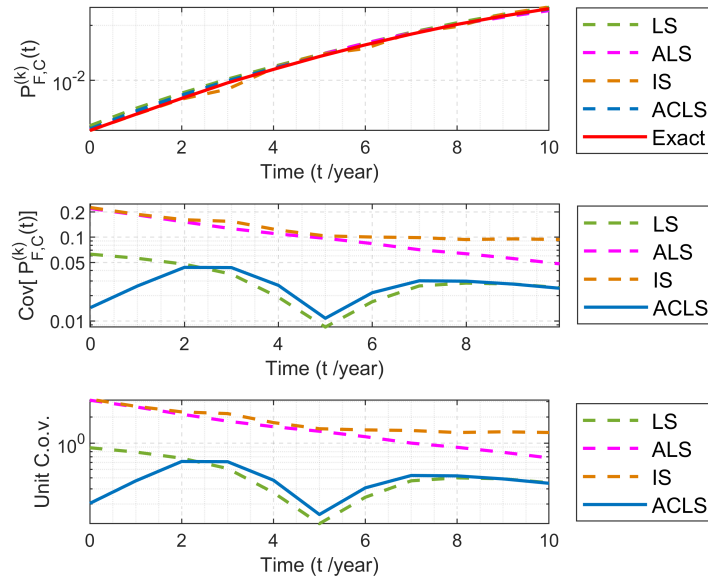 P_{F,C}^{(k)}(t)
10^{-2}
0 2 4 6 8 10
Time (t /year)
LS
ALS
IS
ACLS
Exact
Cov[ P_{F,C}^{(k)}(t)]
0.2
0.1
0.05
0.01
0 2 4 6 8 10
Time (t /year)
LS
ALS
IS
ACLS
Unit C.o.v.
10^0
0 2 4 6 8 10
Time (t /year)
LS
ALS
IS
ACLS